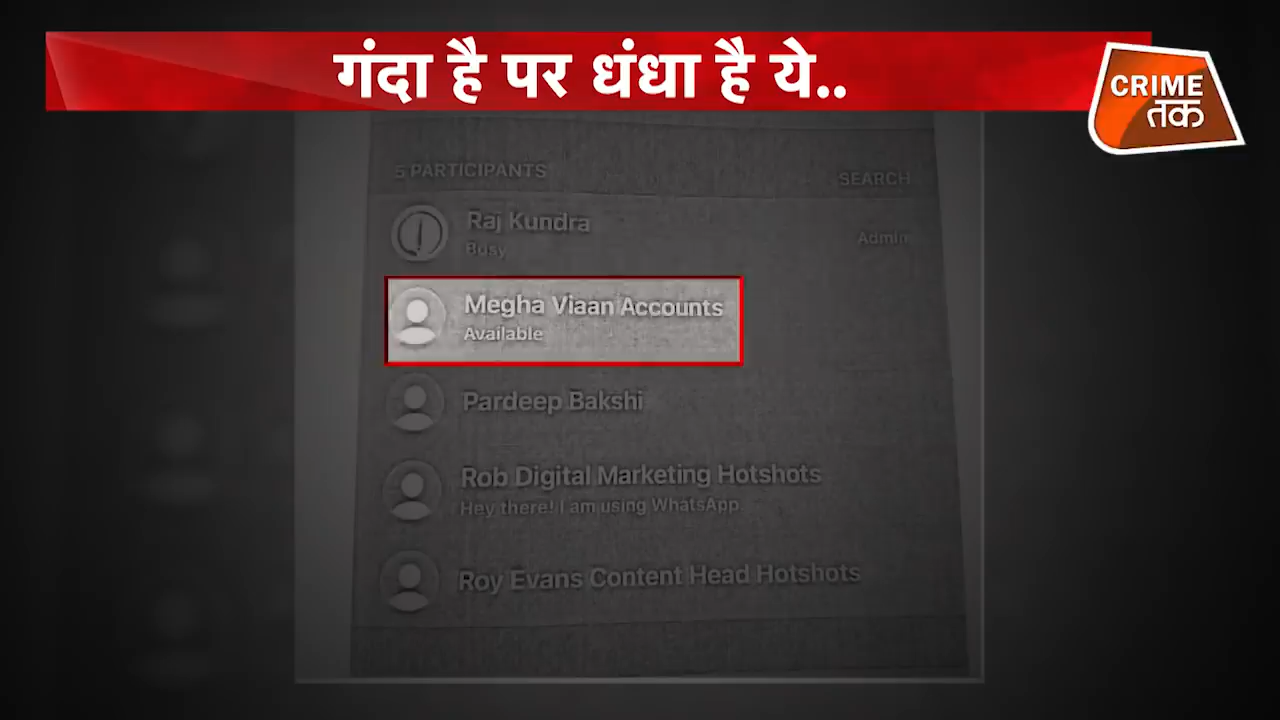 गंदा है पर धंधा है ये..
CRIME
तक
5 PARTICIPANTS
SEARCH
Raj Kundra
Busy
Admin
Megha Viaan Accounts
Available
Pardeep Bakshi
Rob Digital Marketing Hotshots
Hey there! I am using WhatsApp.
Roy Evans Content Head Hotshots